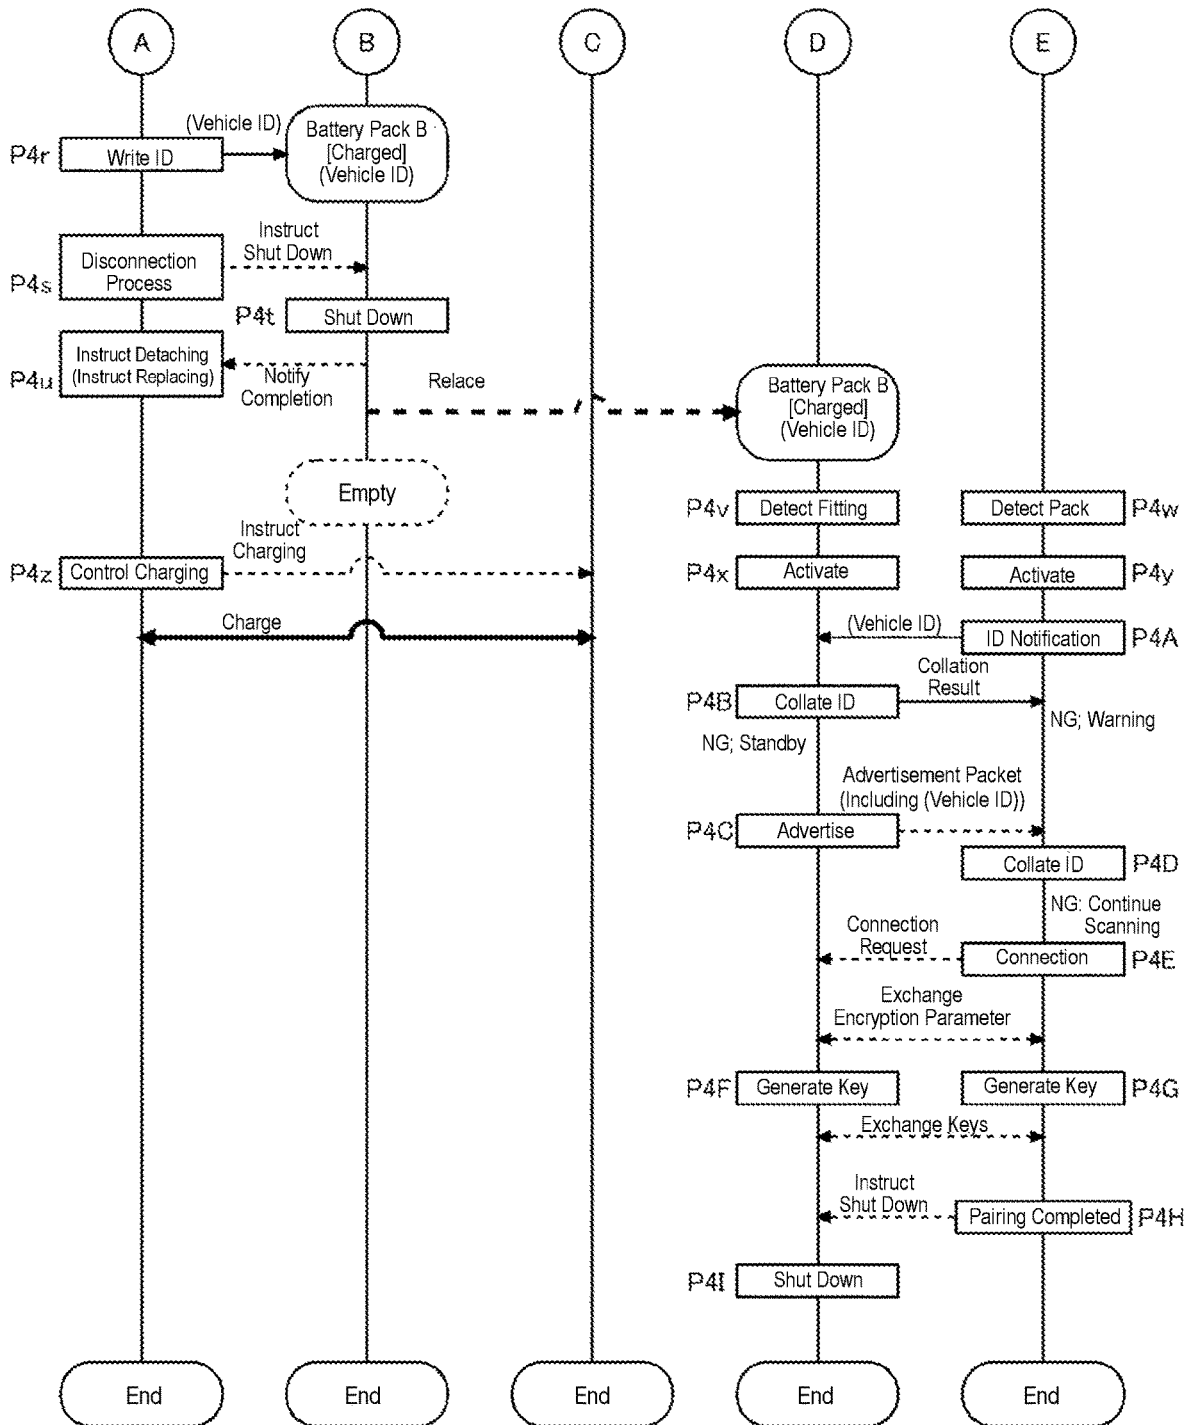 A
B
C
D
E
(Vehicle ID)
Battery Pack B
[Charged]
(Vehicle ID)
P4r
Write ID
Instruct
Shut Down
Disconnection
Process
P4s
P4t
Shut Down
Instruct Detaching
(Instruct Replacing)
P4u
Notify
Completion
Relace
Battery Pack B
[Charged]
(Vehicle ID)
Empty
P4v
Detect Fitting
Detect Pack
P4w
Instruct
Charging
P4z
Control Charging
P4x
Activate
Activate
P4y
Charge
(Vehicle ID)
ID Notification
P4A
Collation
Result
P4B
Collate ID
NG; Warning
NG; Standby
Advertisement Packet
(Including (Vehicle ID))
P4C
Advertise
Collate ID
P4D
NG: Continue
Scanning
Connection
Request
Connection
P4E
Exchange
Encryption Parameter
P4F
Generate Key
Generate Key
P4G
Exchange Keys
Instruct
Shut Down
Pairing Completed
P4H
P4I
Shut Down
End
End
End
End
End